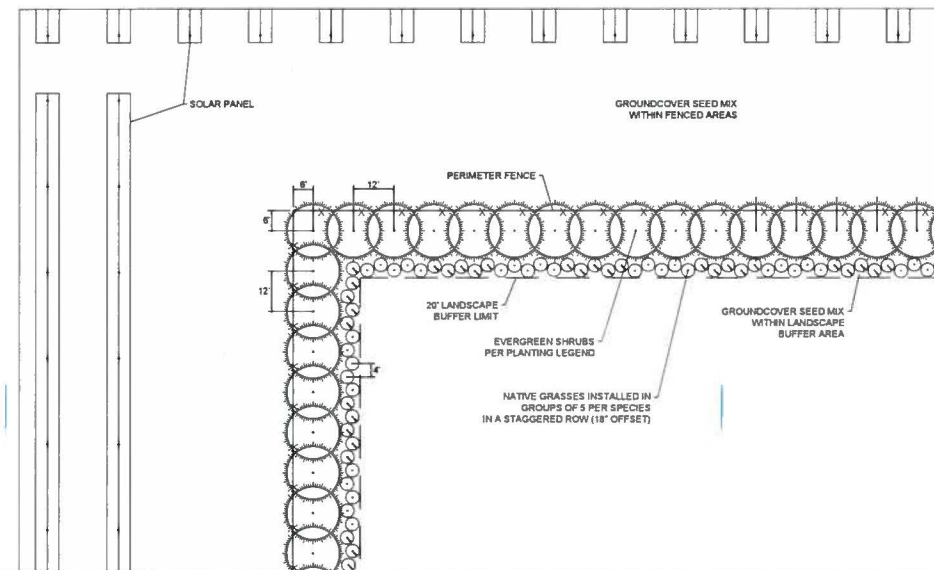 SOLAR PANEL
GROUNDCOVER SEED MIX
WITHIN FENCED AREAS
PERIMETER FENCE
6'
12'
6'
12'
20' LANDSCAPE
BUFFER LIMIT
GROUNDCOVER SEED MIX
WITHIN LANDSCAPE
BUFFER AREA
EVERGREEN SHRUBS
PER PLANTING LEGEND
4'
NATIVE GRASSES INSTALLED IN
GROUPS OF 5 PER SPECIES
IN A STAGGERED ROW (18" OFFSET)